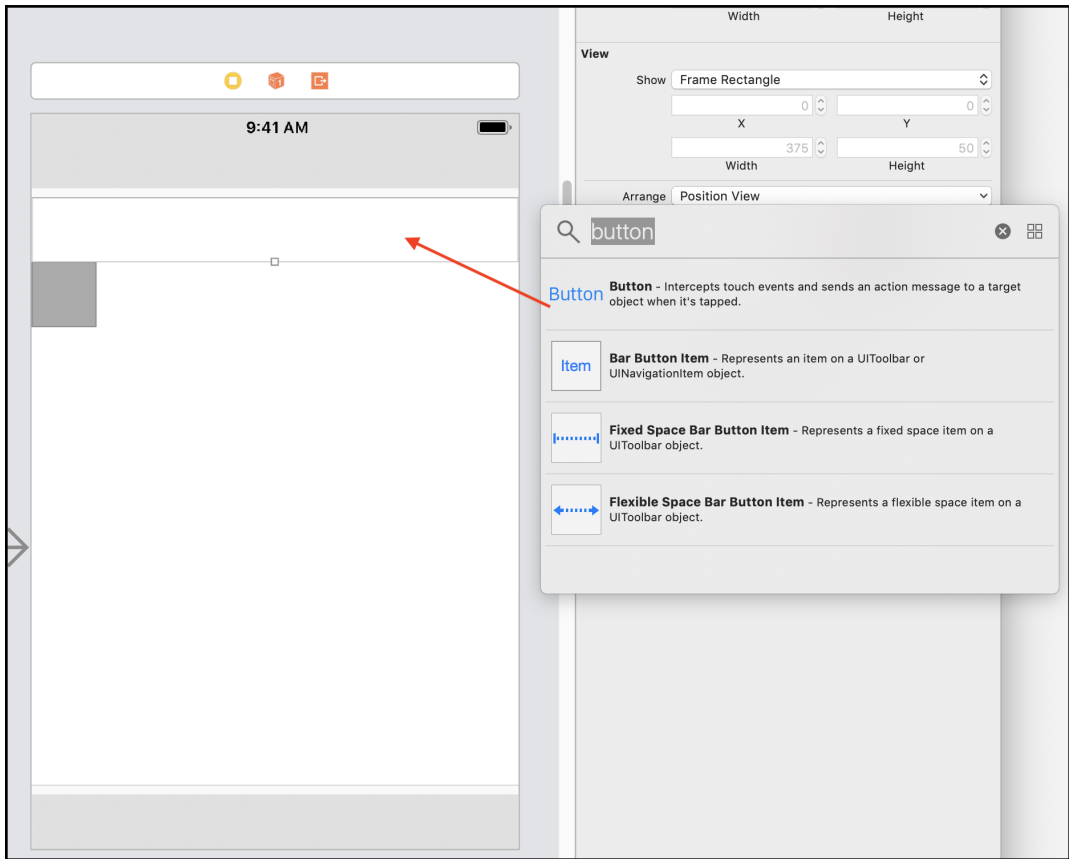 Width Height
View
Show Frame Rectangle
0 0
X Y
375 50
Width Height
Arrange Position View
9:41 AM
button
Button Button - Intercepts touch events and sends an action message to a target
object when it's tapped.
Item Bar Button Item - Represents an item on a UIToolbar or
UINavigationItem object.
Fixed Space Bar Button Item - Represents a fixed space item on a
UIToolbar object.
Flexible Space Bar Button Item - Represents a flexible space item on a
UIToolbar object.